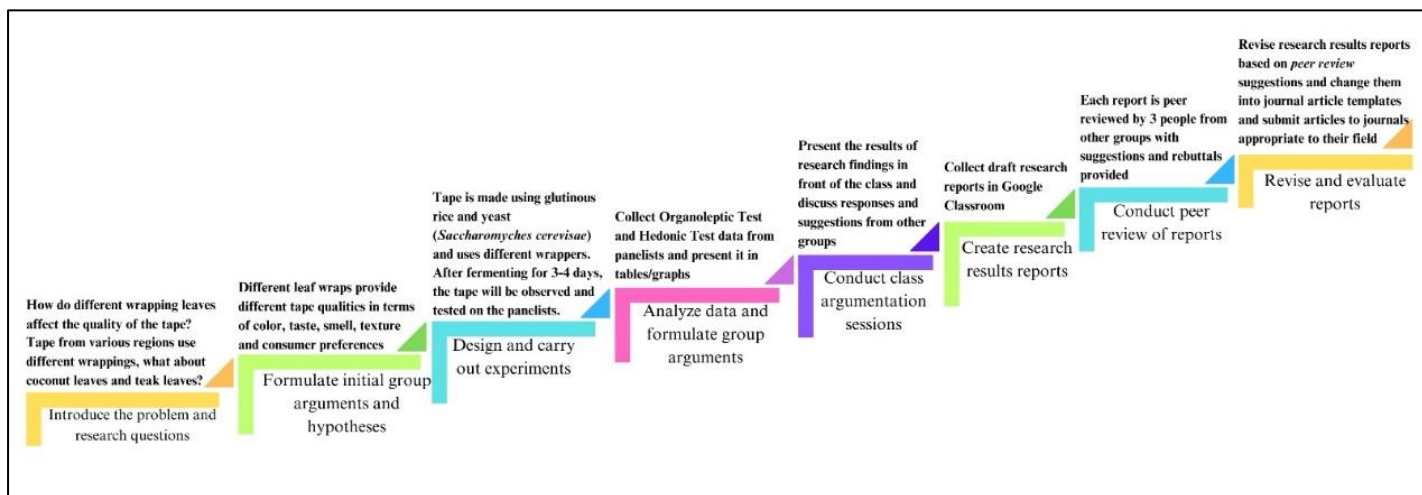 How do different wrapping leaves
affect the quality of the tape?
Tape from various regions use
different wrappings, what about
coconut leaves and teak leaves?
Introduce the problem and
research questions
Different leaf wraps provide
different tape qualities in terms
of color, taste, smell, texture
and consumer preferences
Formulate initial group
arguments and
hypotheses
Tape is made using glutinous
rice and yeast
(Saccharomyches cerevisae)
and uses different wrappers.
After fermenting for 3-4 days,
the tape will be observed and
tested on the panelists.
Design and carry
out experiments
Collect Organoleptic Test
and Hedonic Test data from
panelists and present it in
tables/graphs
Analyze data and
formulate group
arguments
Present the results of
research findings in
front of the class and
discuss responses and
suggestions from other
groups
Conduct class
argumentation
sessions
Collect draft research
reports in Google
Classroom
Create research
results reports
Each report is peer
reviewed by 3 people from
other groups with
suggestions and rebuttals
provided
Conduct peer
review of reports
Revise research results reports
based on peer review
suggestions and change them
into journal article templates
and submit articles to journals
appropriate to their field
Revise and evaluate
reports